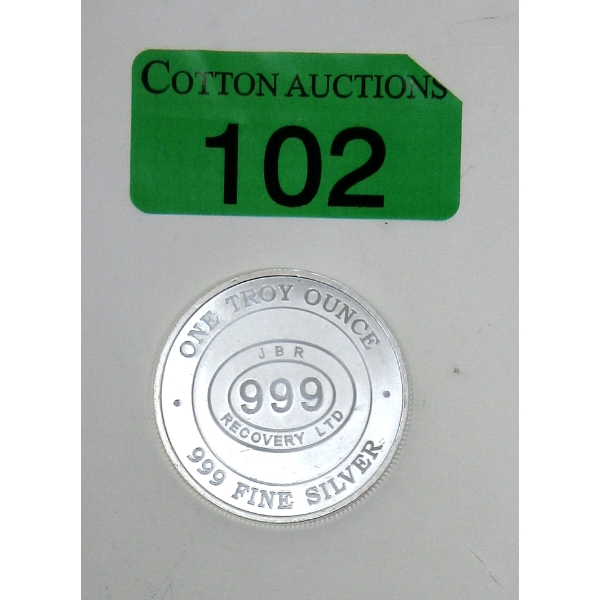 COTTON AUCTIONS
102
ONE TROY OUNCE
JBR
999
RECOVERY LTD
999 FINE SILVER